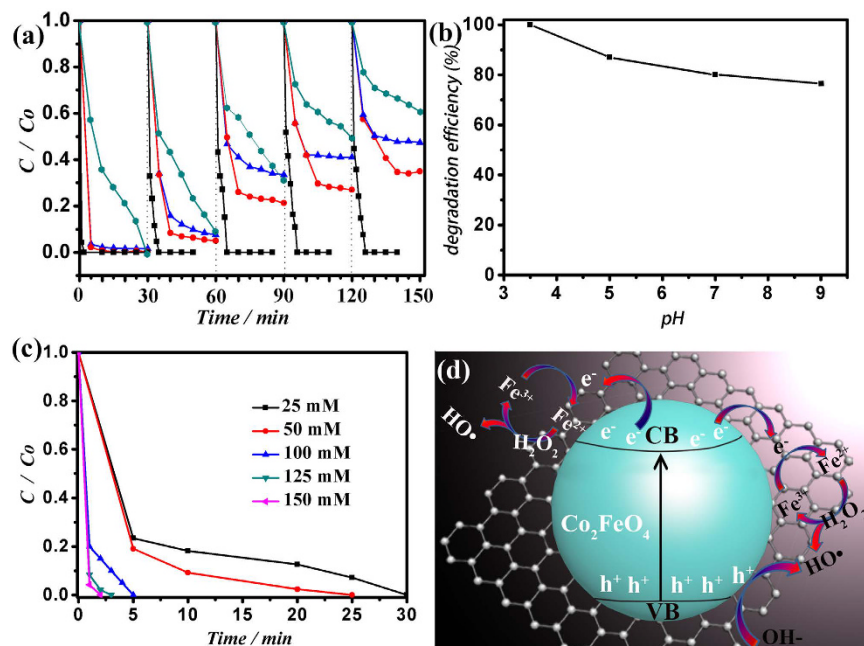 (a)
C / Co
1.0
0.8
0.6
0.4
0.2
0.0
0 30 60 90 120 150
Time / min
(b)
degradation efficiency (%)
100
80
60
40
20
0
3 4 5 6 7 8 9
pH
(c)
C / Co
1.0
0.8
0.6
0.4
0.2
0.0
25 mM
50 mM
100 mM
125 mM
150 mM
0 5 10 15 20 25 30
Time / min
(d)
Fe³⁺
e⁻
HO•
Fe²⁺
H₂O₂
e⁻ e⁻ CB e⁻ e⁻
e⁻
Fe²⁺
Fe³⁺
H₂O₂
Co₂FeO₄
HO•
h⁺ h⁺ h⁺ h⁺ h⁺
VB
OH-